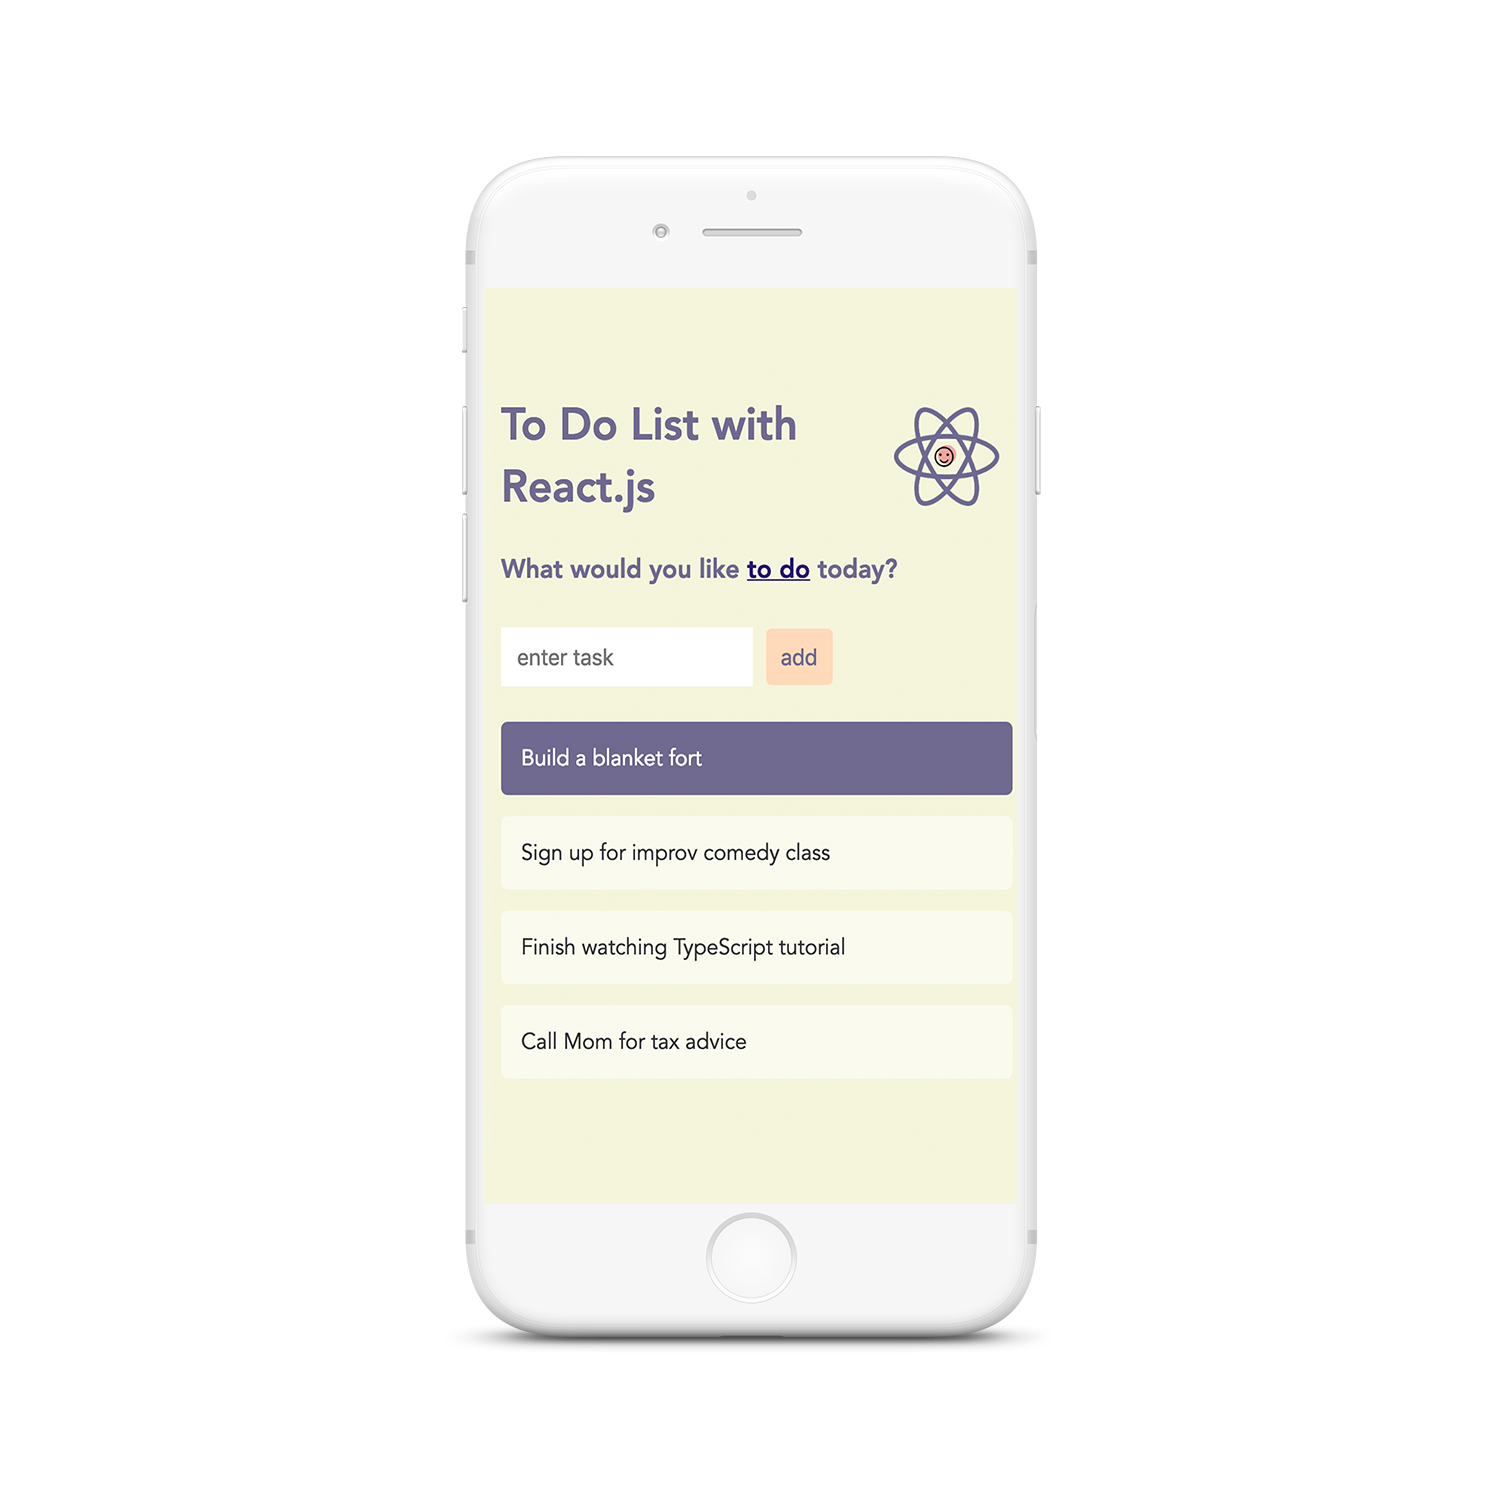 To Do List with
React.js
What would you like to do today?
enter task
add
Build a blanket fort
Sign up for improv comedy class
Finish watching TypeScript tutorial
Call Mom for tax advice